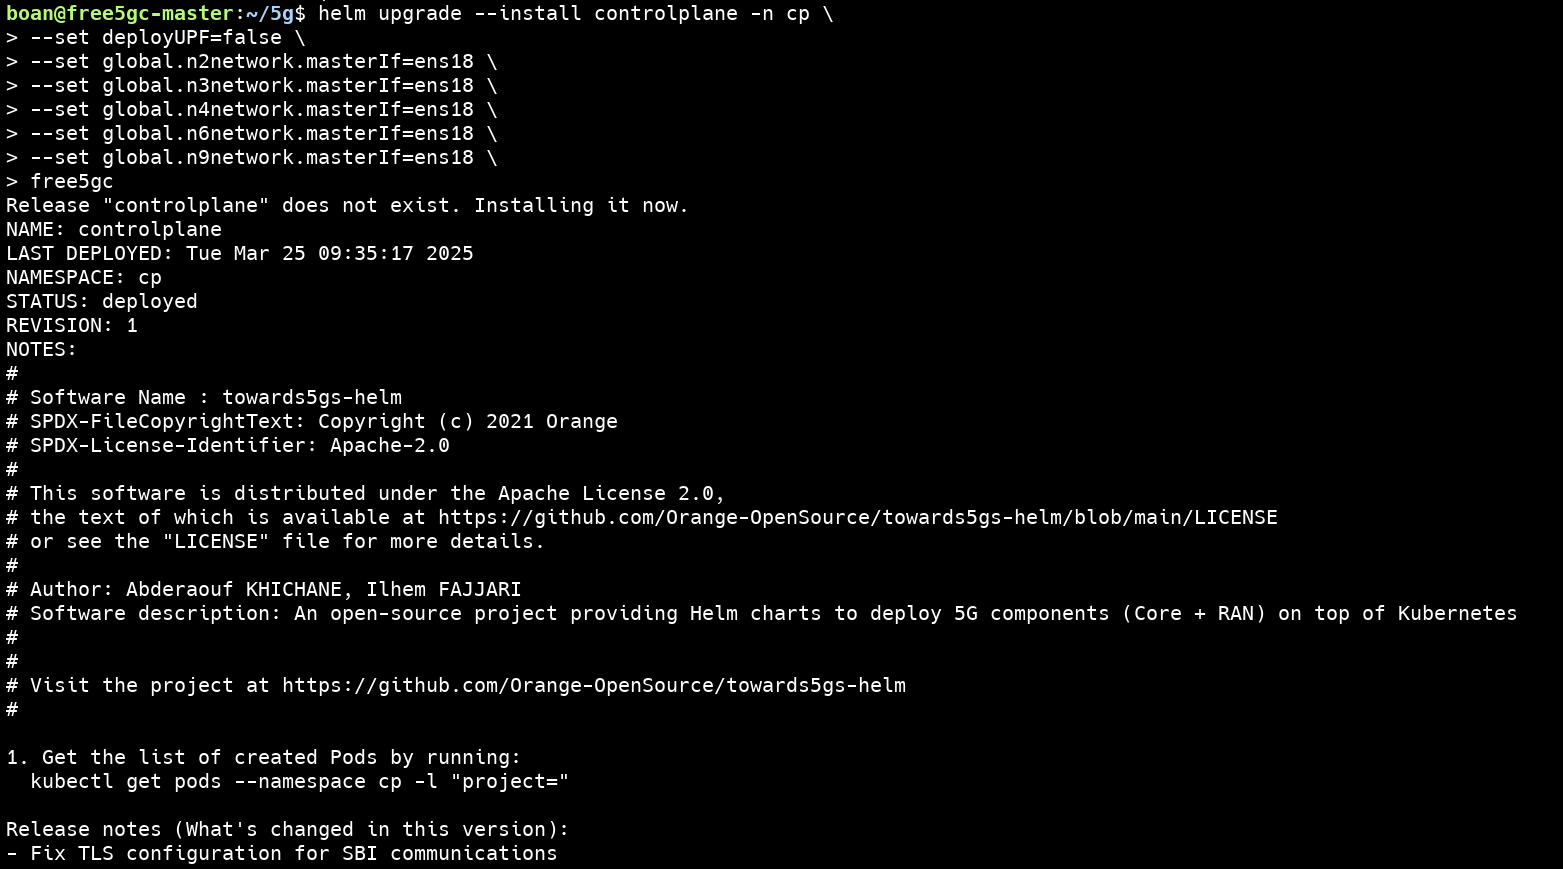 boan@free5gc-master:~/5g$ helm upgrade --install controlplane -n cp \
> --set deployUPF=false \
> --set global.n2network.masterIf=ens18 \
> --set global.n3network.masterIf=ens18 \
> --set global.n4network.masterIf=ens18 \
> --set global.n6network.masterIf=ens18 \
> --set global.n9network.masterIf=ens18 \
> free5gc
Release "controlplane" does not exist. Installing it now.
NAME: controlplane
LAST DEPLOYED: Tue Mar 25 09:35:17 2025
NAMESPACE: cp
STATUS: deployed
REVISION: 1
NOTES:
#
# Software Name : towards5gs-helm
# SPDX-FileCopyrightText: Copyright (c) 2021 Orange
# SPDX-License-Identifier: Apache-2.0
#
# This software is distributed under the Apache License 2.0,
# the text of which is available at https://github.com/Orange-OpenSource/towards5gs-helm/blob/main/LICENSE
# or see the "LICENSE" file for more details.
#
# Author: Abderaouf KHICHANE, Ilhem FAJJARI
# Software description: An open-source project providing Helm charts to deploy 5G components (Core + RAN) on top of Kubernetes
#
#
# Visit the project at https://github.com/Orange-OpenSource/towards5gs-helm
#

1. Get the list of created Pods by running:
  kubectl get pods --namespace cp -l "project="

Release notes (What's changed in this version):
- Fix TLS configuration for SBI communications